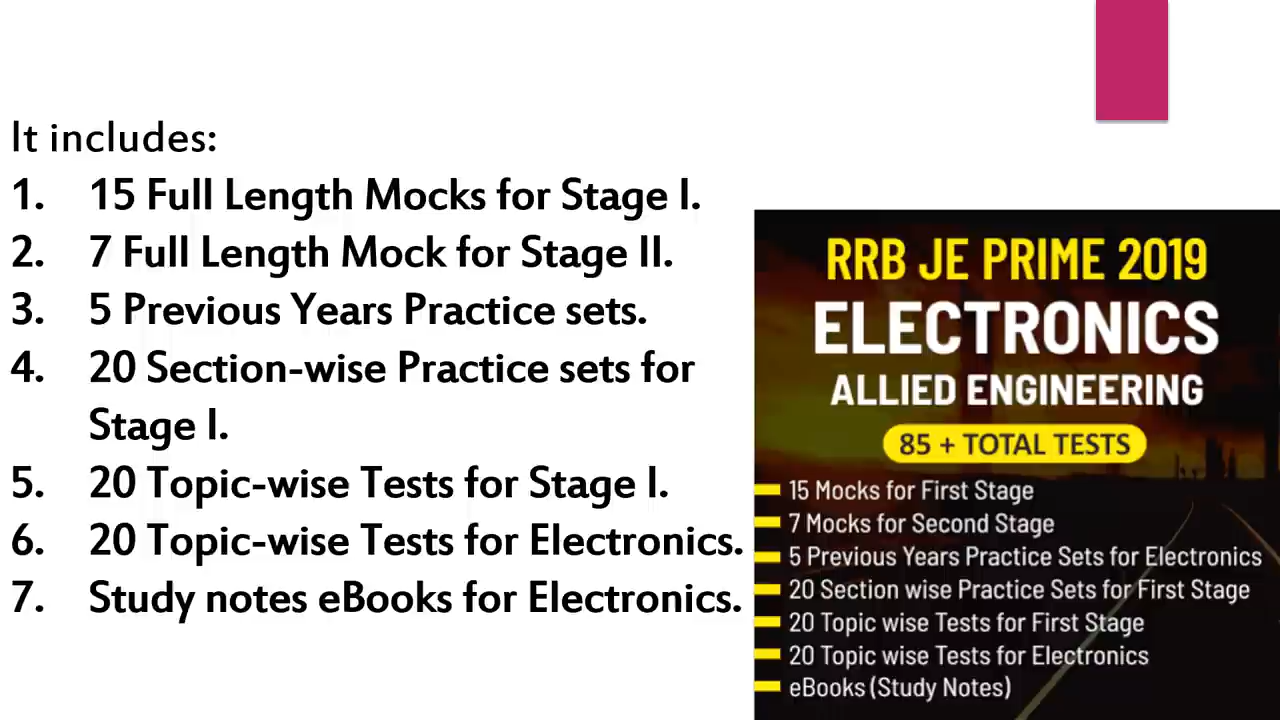 It includes:
1. 15 Full Length Mocks for Stage I.
2. 7 Full Length Mock for Stage II.
3. 5 Previous Years Practice sets.
4. 20 Section-wise Practice sets for
Stage I.
5. 20 Topic-wise Tests for Stage I.
6. 20 Topic-wise Tests for Electronics.
7. Study notes eBooks for Electronics.
RRB JE PRIME 2019
ELECTRONICS
ALLIED ENGINEERING
85 + TOTAL TESTS
15 Mocks for First Stage
7 Mocks for Second Stage
5 Previous Years Practice Sets for Electronics
20 Section wise Practice Sets for First Stage
20 Topic wise Tests for First Stage
20 Topic wise Tests for Electronics
eBooks (Study Notes)